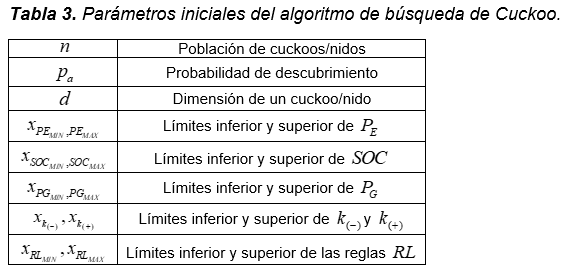 Tabla 3. Parámetros iniciales del algoritmo de búsqueda de Cuckoo.
n Población de cuckoos/nidos
p_a Probabilidad de descubrimiento
d Dimensión de un cuckoo/nido
x_{PE_{MIN},PE_{MAX}} Límites inferior y superior de P_E
x_{SOC_{MIN},SOC_{MAX}} Límites inferior y superior de SOC
x_{PG_{MIN},PG_{MAX}} Límites inferior y superior de P_G
x_{k_{(-)}}, x_{k_{(+)}} Límites inferior y superior de k_{(-)} y k_{(+)}
x_{RL_{MIN}}, x_{RL_{MAX}} Límites inferior y superior de las reglas RL